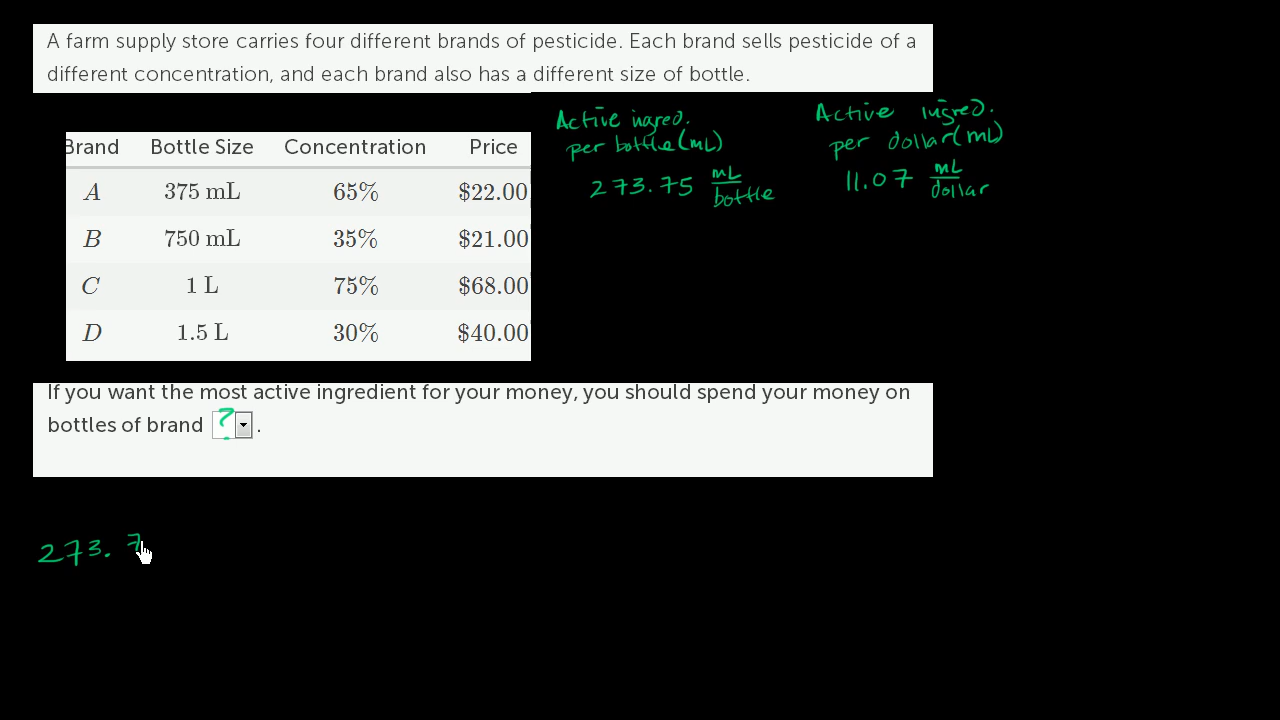 A farm supply store carries four different brands of pesticide. Each brand sells pesticide of a
different concentration, and each brand also has a different size of bottle.
Active ingred.
per bottle (mL)
273.75 mL/bottle
Active ingred.
per dollar (mL)
11.07 mL/dollar
Brand Bottle Size Concentration Price
A 375 mL 65% $22.00
B 750 mL 35% $21.00
C 1 L 75% $68.00
D 1.5 L 30% $40.00
If you want the most active ingredient for your money, you should spend your money on
bottles of brand ? .
273. 7